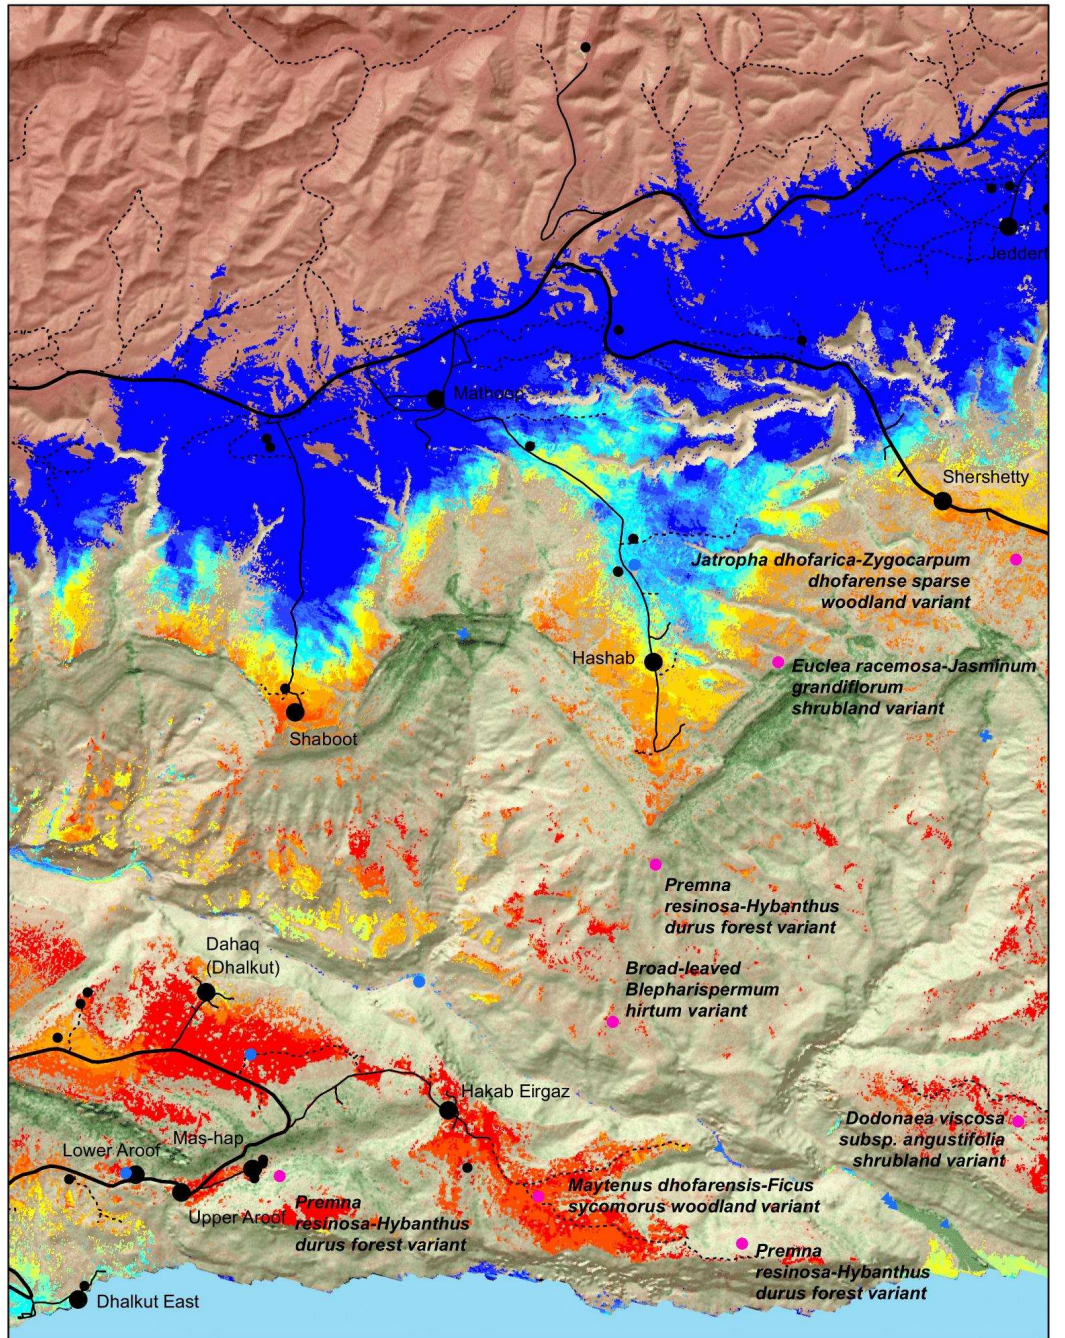 Jeddert
Mathoop
Shershetty
Jatropha dhofarica-Zygocarpum
dhofarense sparse
woodland variant
Hashab
Euclea racemosa-Jasminum
grandiflorum
shrubland variant
Shaboot
Premna
resinosa-Hybanthus
durus forest variant
Dahaq
(Dhalkut)
Broad-leaved
Blepharispermum
hirtum variant
Hakab Eirgaz
Dodonaea viscosa
subsp. angustifolia
shrubland variant
Mas-hap
Lower Aroof
Maytenus dhofarensis-Ficus
sycomorus woodland variant
Upper Aroof
Premna
resinosa-Hybanthus
durus forest variant
Premna
resinosa-Hybanthus
durus forest variant
Dhalkut East